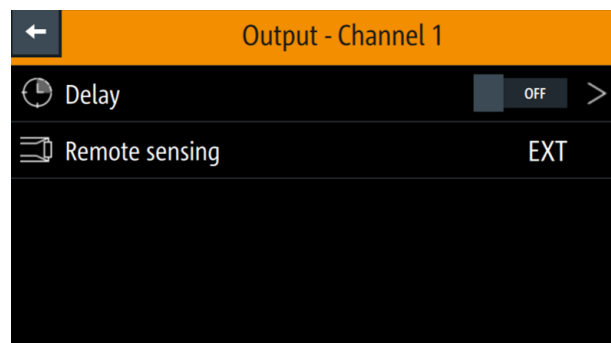 Output - Channel 1
Delay OFF
Remote sensing EXT